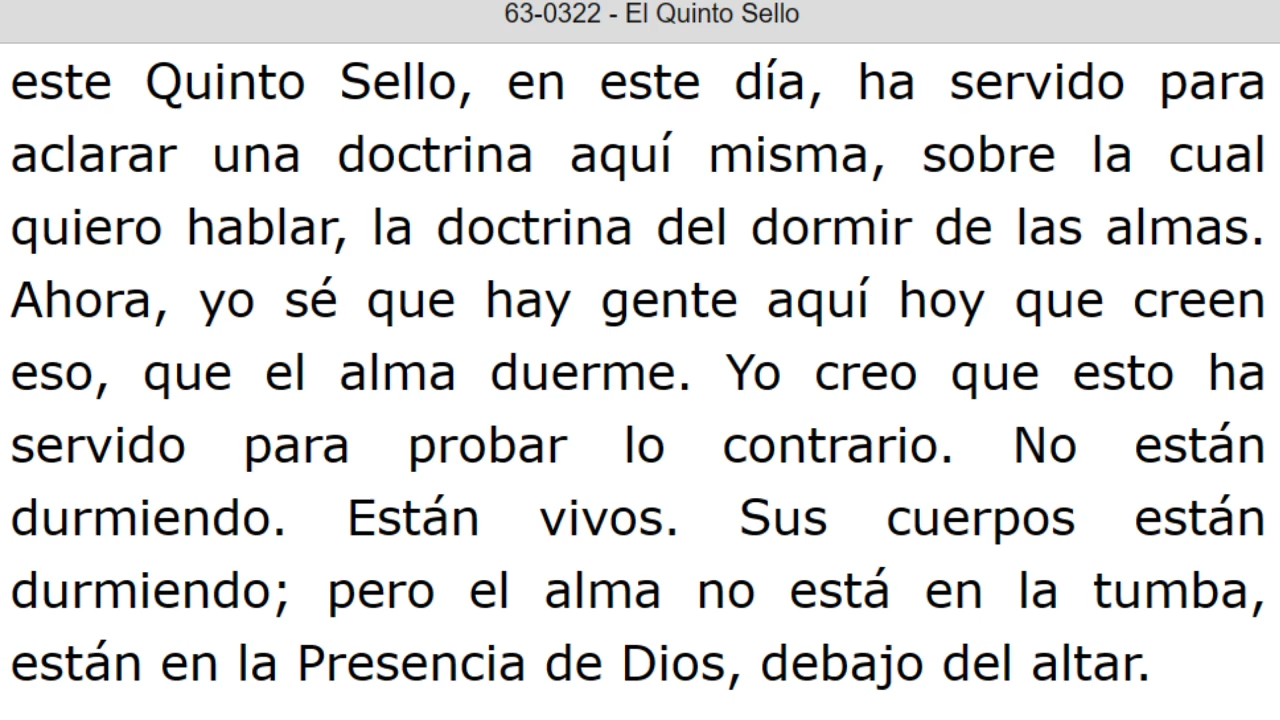 63-0322 - El Quinto Sello
este Quinto Sello, en este día, ha servido para
aclarar una doctrina aquí misma, sobre la cual
quiero hablar, la doctrina del dormir de las almas.
Ahora, yo sé que hay gente aquí hoy que creen
eso, que el alma duerme. Yo creo que esto ha
servido para probar lo contrario. No están
durmiendo. Están vivos. Sus cuerpos están
durmiendo; pero el alma no está en la tumba,
están en la Presencia de Dios, debajo del altar.